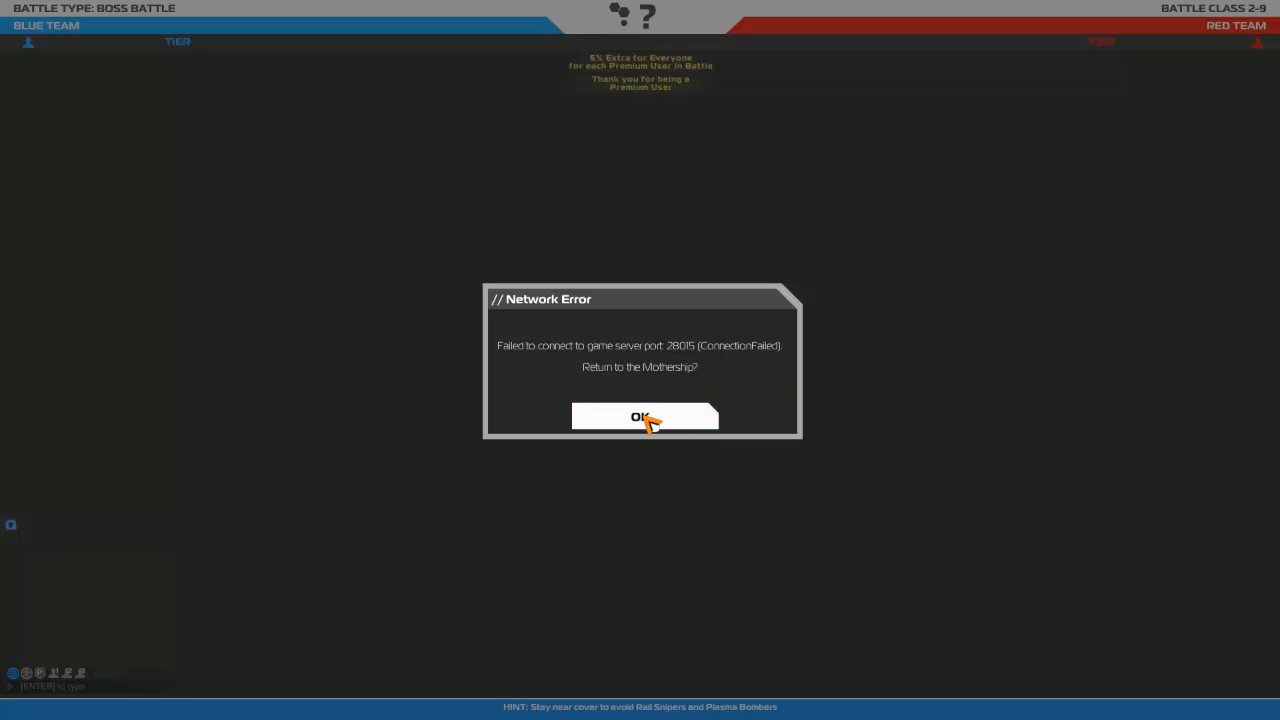 BATTLE TYPE: BOSS BATTLE
?
BATTLE CLASS 2-9
BLUE TEAM
RED TEAM
TIER
TIER
5% Extra for Everyone
for each Premium User in Battle
Thank you for being a
Premium User
// Network Error
Failed to connect to game server port: 28015 (ConnectionFailed).
Return to the Mothership?
OK
[ENTER] to type
HINT: Stay near cover to avoid Rail Snipers and Plasma Bombers